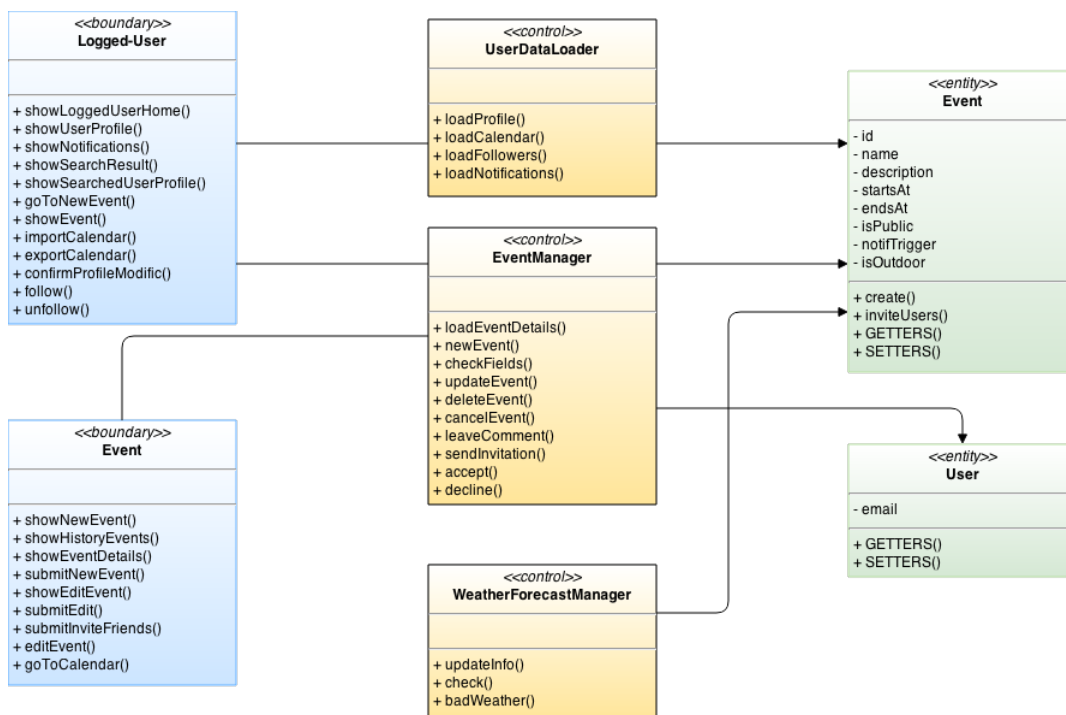 <<boundary>>
Logged-User
+ showLoggedUserHome()
+ showUserProfile()
+ showNotifications()
+ showSearchResult()
+ showSearchedUserProfile()
+ goToNewEvent()
+ showEvent()
+ importCalendar()
+ exportCalendar()
+ confirmProfileModific()
+ follow()
+ unfollow()
<<boundary>>
Event
+ showNewEvent()
+ showHistoryEvents()
+ showEventDetails()
+ submitNewEvent()
+ showEditEvent()
+ submitEdit()
+ submitInviteFriends()
+ editEvent()
+ goToCalendar()
<<control>>
UserDataLoader
+ loadProfile()
+ loadCalendar()
+ loadFollowers()
+ loadNotifications()
<<control>>
EventManager
+ loadEventDetails()
+ newEvent()
+ checkFields()
+ updateEvent()
+ deleteEvent()
+ cancelEvent()
+ leaveComment()
+ sendInvitation()
+ accept()
+ decline()
<<control>>
WeatherForecastManager
+ updateInfo()
+ check()
+ badWeather()
<<entity>>
Event
- id
- name
- description
- startsAt
- endsAt
- isPublic
- notifTrigger
- isOutdoor
+ create()
+ inviteUsers()
+ GETTERS()
+ SETTERS()
<<entity>>
User
- email
+ GETTERS()
+ SETTERS()